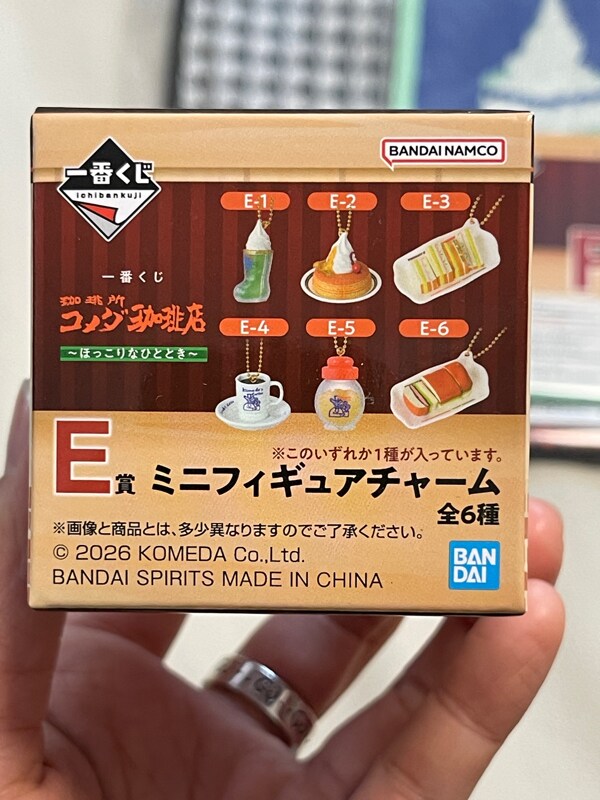 一番くじ
ichibankuji
BANDAI NAMCO
一番くじ
珈琲所
コメダ珈琲店
～ほっこりなひととき～
E-1
E-2
E-3
E-4
E-5
E-6
※このいずれか1種が入っています。
E賞 ミニフィギュアチャーム
全6種
※画像と商品とは、多少異なりますのでご了承ください。
© 2026 KOMEDA Co.,Ltd.
BANDAI SPIRITS MADE IN CHINA
BAN
DAI